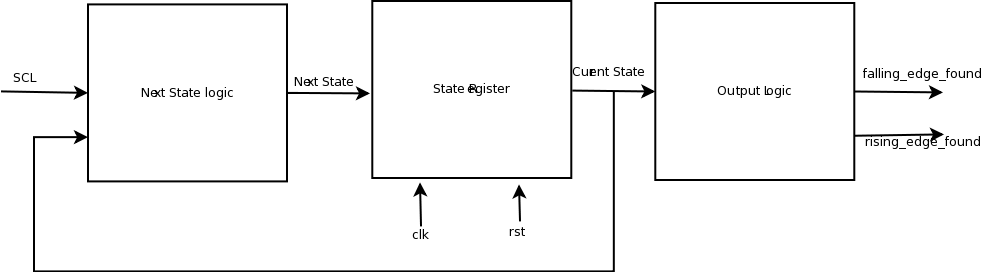 SCL
Next State logic
Next State
State Register
Current State
Output Logic
falling_edge_found
rising_edge_found
clk
rst